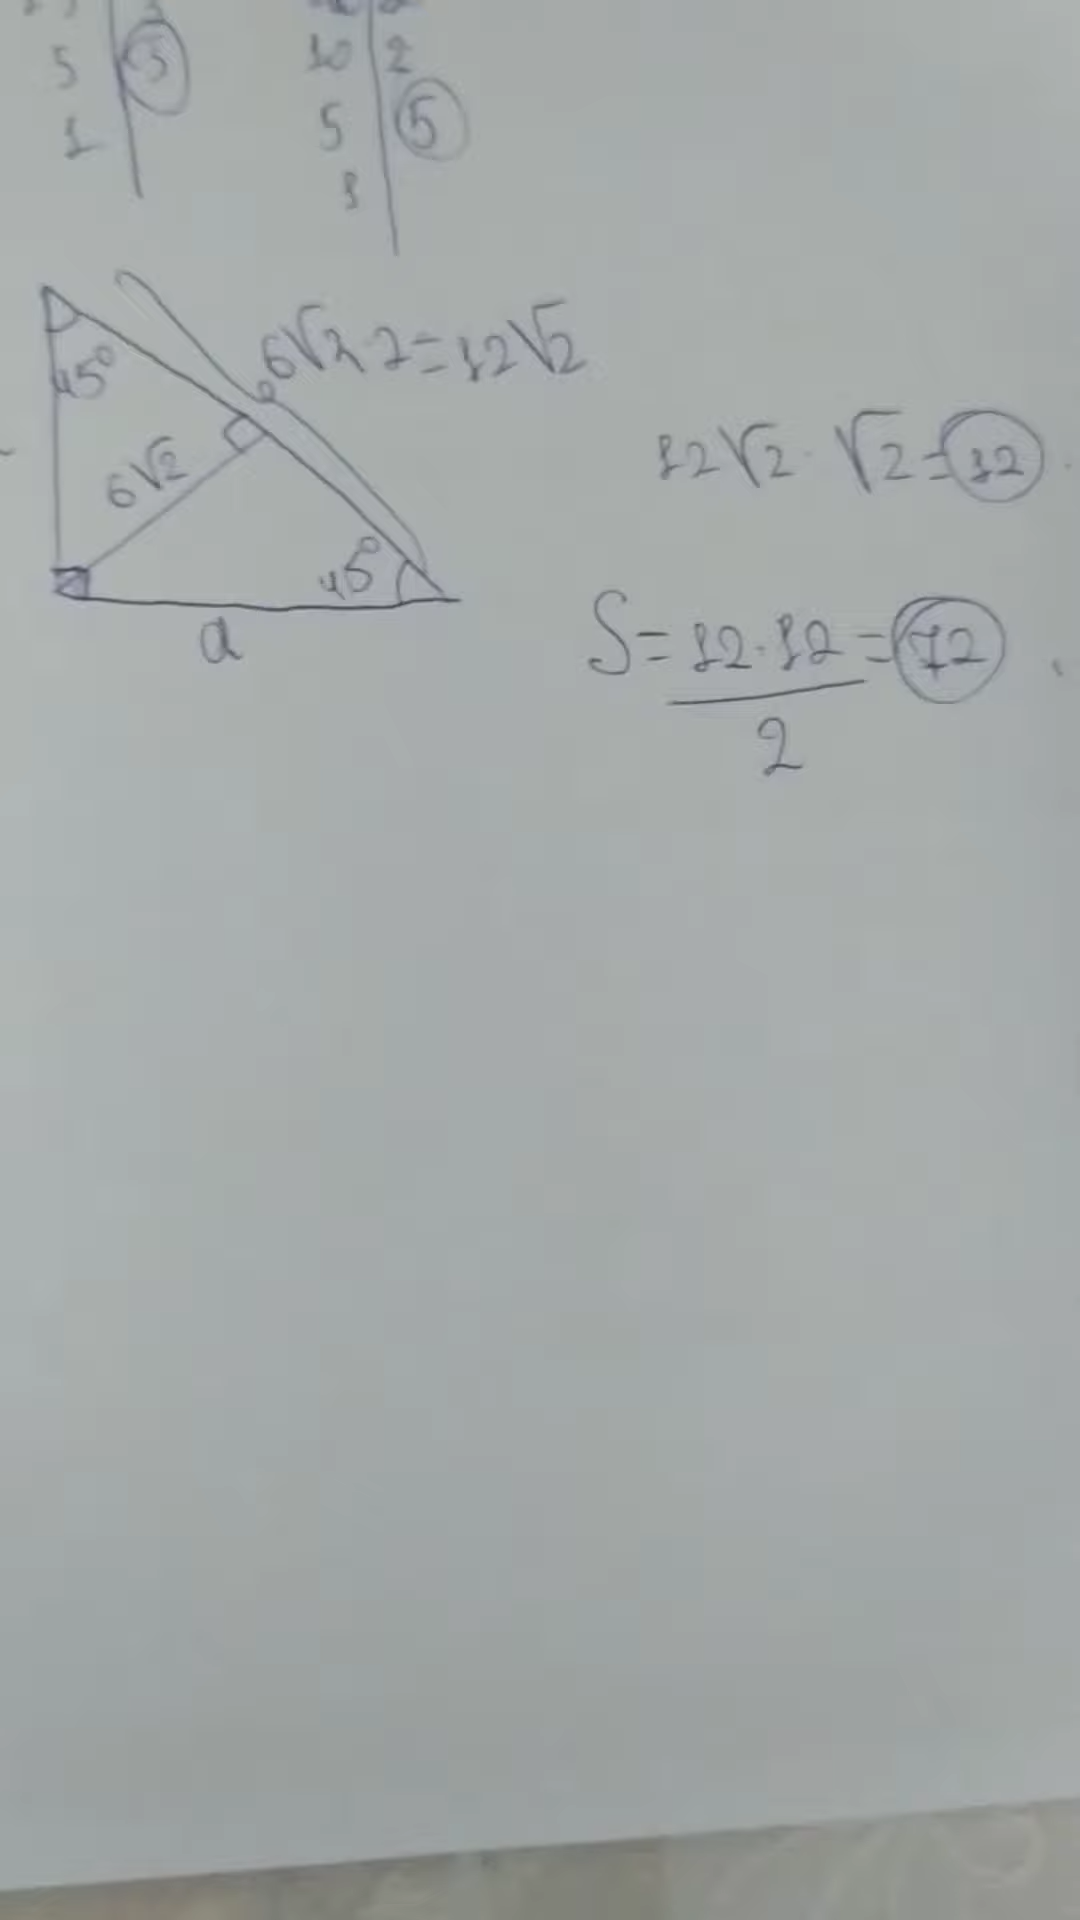 5 5
1
10 2
5 5
1
45°
6√2 · 2 = 12√2
6√2
12√2 · √2 = 12
45°
a
S = 12 · 12 = 72
2